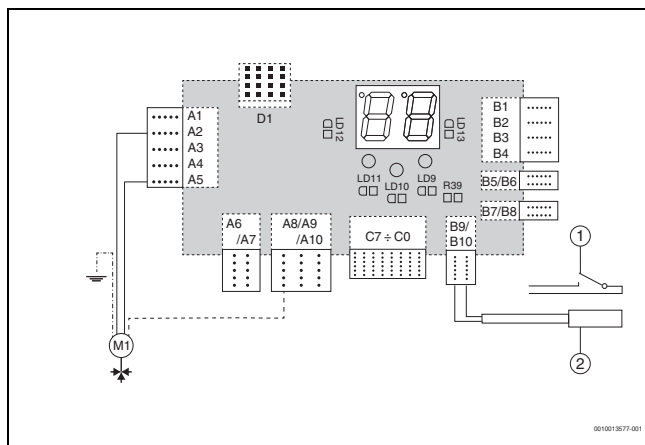 D1
LD12
88
LD13
LD11
LD10
LD9
R39
A1
A2
A3
A4
A5
B1
B2
B3
B4
B5/B6
B7/B8
A6
/A7
A8/A9
/A10
C7 ÷ C0
B9/
B10
1
2
M1
0010013577-001